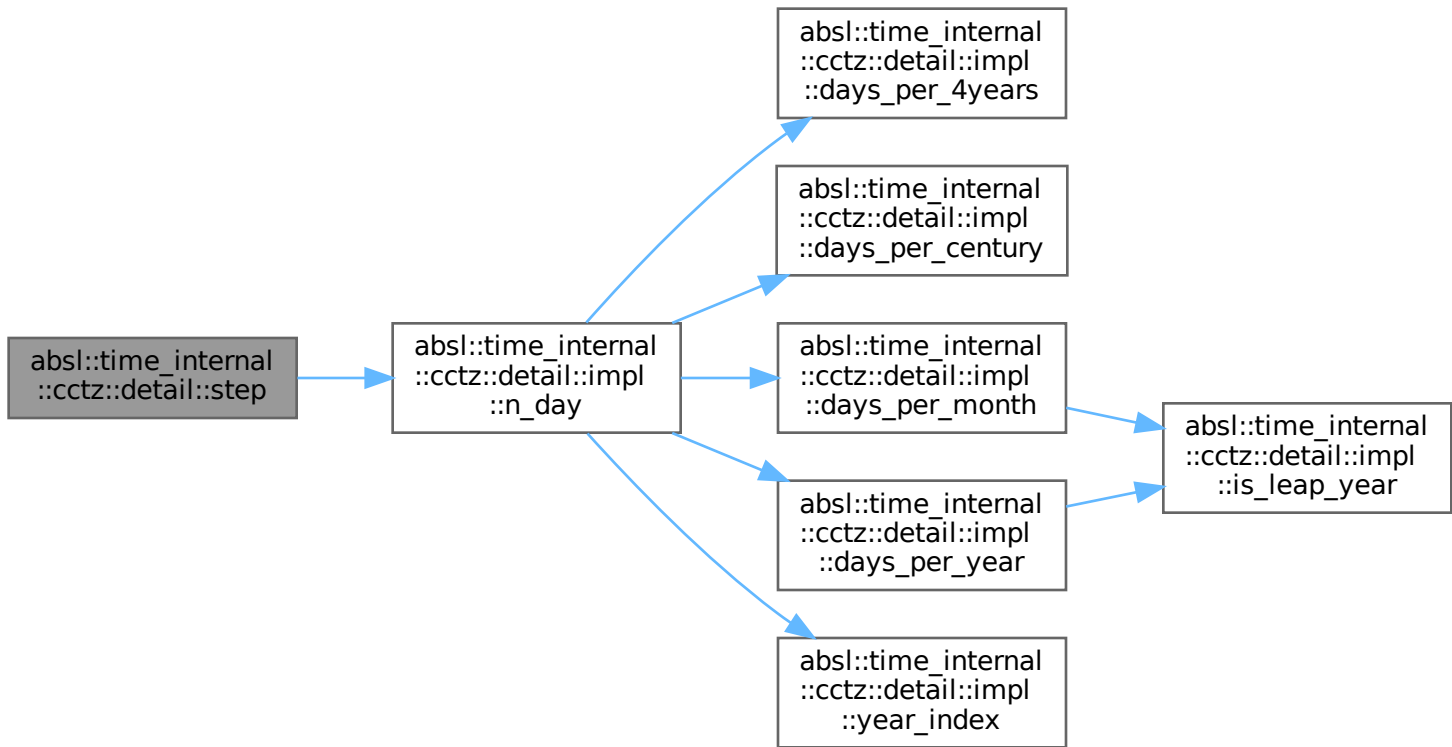 absl::time_internal
::cctz::detail::step
absl::time_internal
::cctz::detail::impl
::n_day
absl::time_internal
::cctz::detail::impl
::days_per_4years
absl::time_internal
::cctz::detail::impl
::days_per_century
absl::time_internal
::cctz::detail::impl
::days_per_month
absl::time_internal
::cctz::detail::impl
::days_per_year
absl::time_internal
::cctz::detail::impl
::year_index
absl::time_internal
::cctz::detail::impl
::is_leap_year